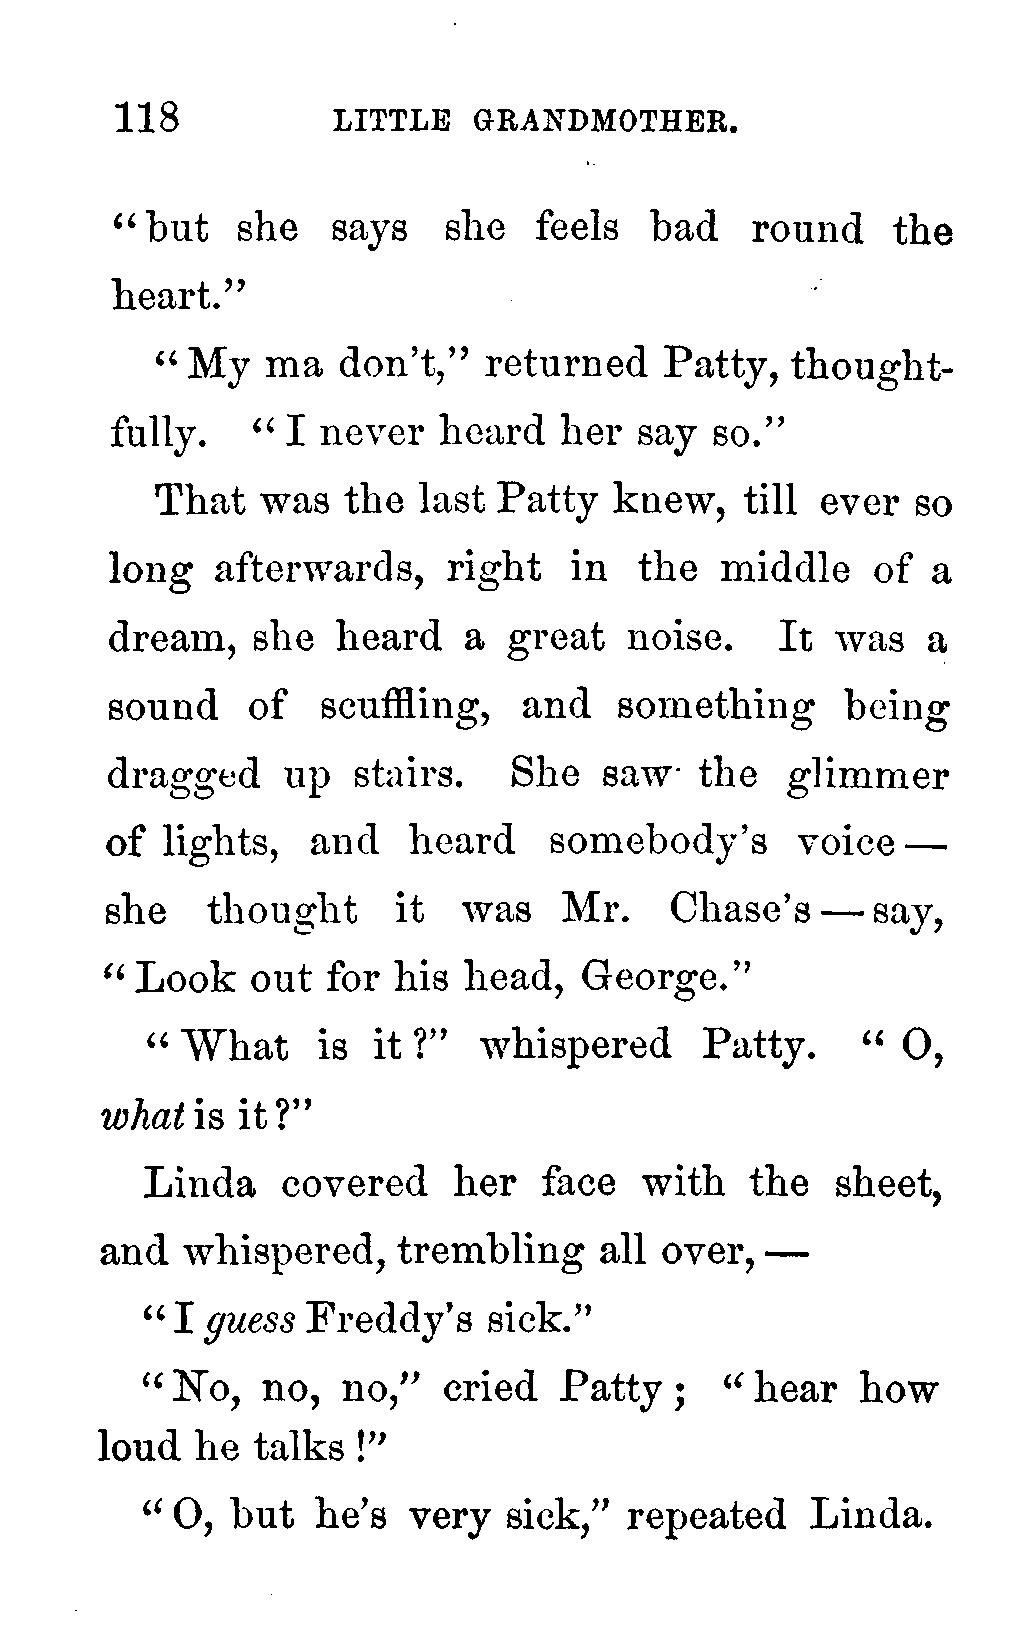 118 LITTLE GRANDMOTHER.
“but she says she feels bad round the
heart.”
“My ma don’t,” returned Patty, thought-
fully. “I never heard her say so.”
That was the last Patty knew, till ever so
long afterwards, right in the middle of a
dream, she heard a great noise. It was a
sound of scuffling, and something being
dragged up stairs. She saw the glimmer
of lights, and heard somebody’s voice —
she thought it was Mr. Chase’s — say,
“Look out for his head, George.”
“What is it?” whispered Patty. “O,
what is it?”
Linda covered her face with the sheet,
and whispered, trembling all over, —
“I guess Freddy’s sick.”
“No, no, no,” cried Patty; “hear how
loud he talks!”
“O, but he’s very sick,” repeated Linda.